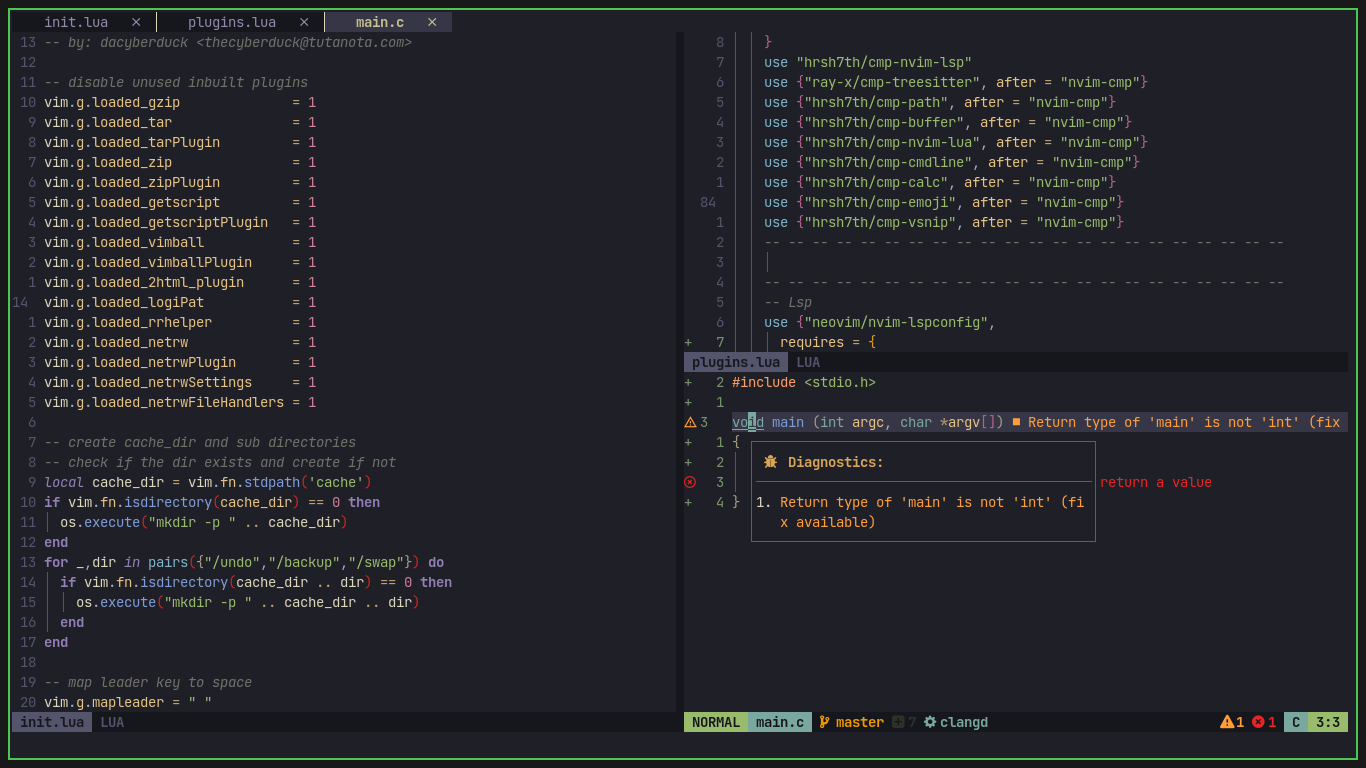 init.lua × plugins.lua × main.c ×
13 -- by: dacyberduck <thecyberduck@tutanota.com>
12
11 -- disable unused inbuilt plugins
10 vim.g.loaded_gzip = 1
9 vim.g.loaded_tar = 1
8 vim.g.loaded_tarPlugin = 1
7 vim.g.loaded_zip = 1
6 vim.g.loaded_zipPlugin = 1
5 vim.g.loaded_getscript = 1
4 vim.g.loaded_getscriptPlugin = 1
3 vim.g.loaded_vimball = 1
2 vim.g.loaded_vimballPlugin = 1
1 vim.g.loaded_2html_plugin = 1
14 vim.g.loaded_logiPat = 1
1 vim.g.loaded_rrhelper = 1
2 vim.g.loaded_netrw = 1
3 vim.g.loaded_netrwPlugin = 1
4 vim.g.loaded_netrwSettings = 1
5 vim.g.loaded_netrwFileHandlers = 1
6
7 -- create cache_dir and sub directories
8 -- check if the dir exists and create if not
9 local cache_dir = vim.fn.stdpath('cache')
10 if vim.fn.isdirectory(cache_dir) == 0 then
11 os.execute("mkdir -p " .. cache_dir)
12 end
13 for _,dir in pairs({"/undo","/backup","/swap"}) do
14 if vim.fn.isdirectory(cache_dir .. dir) == 0 then
15 os.execute("mkdir -p " .. cache_dir .. dir)
16 end
17 end
18
19 -- map leader key to space
20 vim.g.mapleader = " "
init.lua LUA
8 }
7 use "hrsh7th/cmp-nvim-lsp"
6 use {"ray-x/cmp-treesitter", after = "nvim-cmp"}
5 use {"hrsh7th/cmp-path", after = "nvim-cmp"}
4 use {"hrsh7th/cmp-buffer", after = "nvim-cmp"}
3 use {"hrsh7th/cmp-nvim-lua", after = "nvim-cmp"}
2 use {"hrsh7th/cmp-cmdline", after = "nvim-cmp"}
1 use {"hrsh7th/cmp-calc", after = "nvim-cmp"}
84 use {"hrsh7th/cmp-emoji", after = "nvim-cmp"}
1 use {"hrsh7th/cmp-vsnip", after = "nvim-cmp"}
2 -- -- -- -- -- -- -- -- -- -- -- -- -- -- -- -- -- -- -- -- -- --
3
4 -- -- -- -- -- -- -- -- -- -- -- -- -- -- -- -- -- -- -- -- -- --
5 -- Lsp
6 use {"neovim/nvim-lspconfig",
+ 7 requires = {
plugins.lua LUA
+ 2 #include <stdio.h>
+ 1
3 void main (int argc, char *argv[]) ■ Return type of 'main' is not 'int' (fix
+ 1 {
+ 2
3 return a value
+ 4 }
Diagnostics:
1. Return type of 'main' is not 'int' (fi
x available)
NORMAL main.c master 7 clangd 1 1 C 3:3